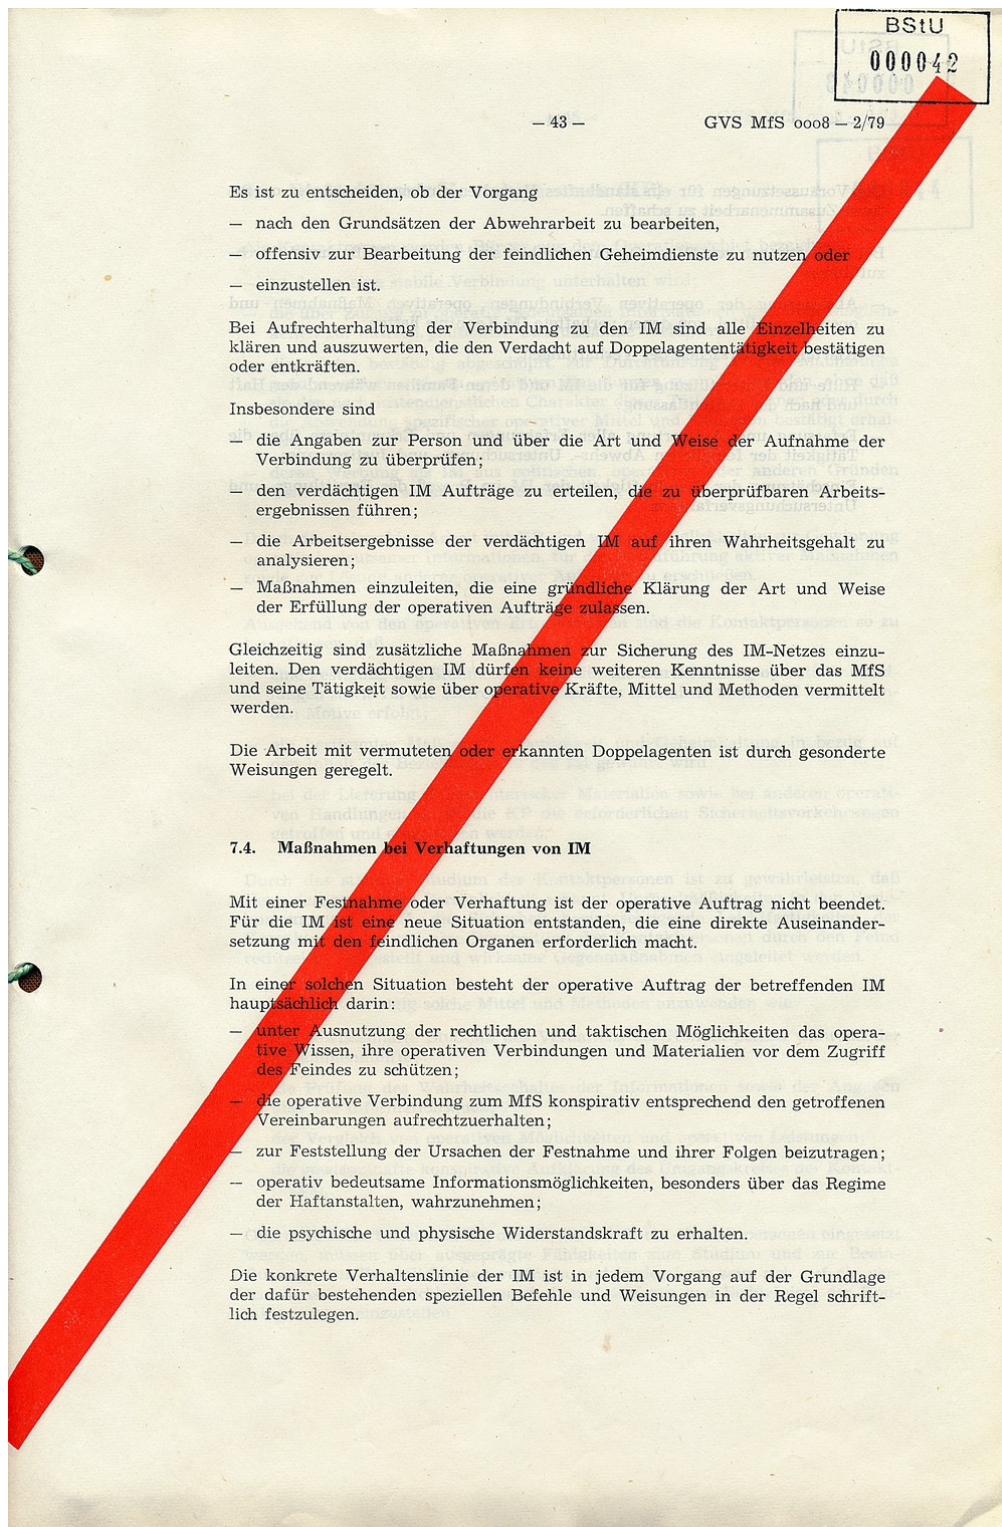 BStU
000042
— 43 —
GVS MfS ooo8 — 2/79
Es ist zu entscheiden, ob der Vorgang
— nach den Grundsätzen der Abwehrarbeit zu bearbeiten,
— offensiv zur Bearbeitung der feindlichen Geheimdienste zu nutzen oder
— einzustellen ist.
Bei Aufrechterhaltung der Verbindung zu den IM sind alle Einzelheiten zu
klären und auszuwerten, die den Verdacht auf Doppelagententätigkeit bestätigen
oder entkräften.
Insbesondere sind
— die Angaben zur Person und über die Art und Weise der Aufnahme der
Verbindung zu überprüfen;
— den verdächtigen IM Aufträge zu erteilen, die zu überprüfbaren Arbeits-
ergebnissen führen;
— die Arbeitsergebnisse der verdächtigen IM auf ihren Wahrheitsgehalt zu
analysieren;
— Maßnahmen einzuleiten, die eine gründliche Klärung der Art und Weise
der Erfüllung der operativen Aufträge zulassen.
Gleichzeitig sind zusätzliche Maßnahmen zur Sicherung des IM-Netzes einzu-
leiten. Den verdächtigen IM dürfen keine weiteren Kenntnisse über das MfS
und seine Tätigkeit sowie über operative Kräfte, Mittel und Methoden vermittelt
werden.
Die Arbeit mit vermuteten oder erkannten Doppelagenten ist durch gesonderte
Weisungen geregelt.
7.4. Maßnahmen bei Verhaftungen von IM
Mit einer Festnahme oder Verhaftung ist der operative Auftrag nicht beendet.
Für die IM ist eine neue Situation entstanden, die eine direkte Auseinander-
setzung mit den feindlichen Organen erforderlich macht.
In einer solchen Situation besteht der operative Auftrag der betreffenden IM
hauptsächlich darin:
— unter Ausnutzung der rechtlichen und taktischen Möglichkeiten das opera-
tive Wissen, ihre operativen Verbindungen und Materialien vor dem Zugriff
des Feindes zu schützen;
— die operative Verbindung zum MfS konspirativ entsprechend den getroffenen
Vereinbarungen aufrechtzuerhalten;
— zur Feststellung der Ursachen der Festnahme und ihrer Folgen beizutragen;
— operativ bedeutsame Informationsmöglichkeiten, besonders über das Regime
der Haftanstalten, wahrzunehmen;
— die psychische und physische Widerstandskraft zu erhalten.
Die konkrete Verhaltenslinie der IM ist in jedem Vorgang auf der Grundlage
der dafür bestehenden speziellen Befehle und Weisungen in der Regel schrift-
lich festzulegen.